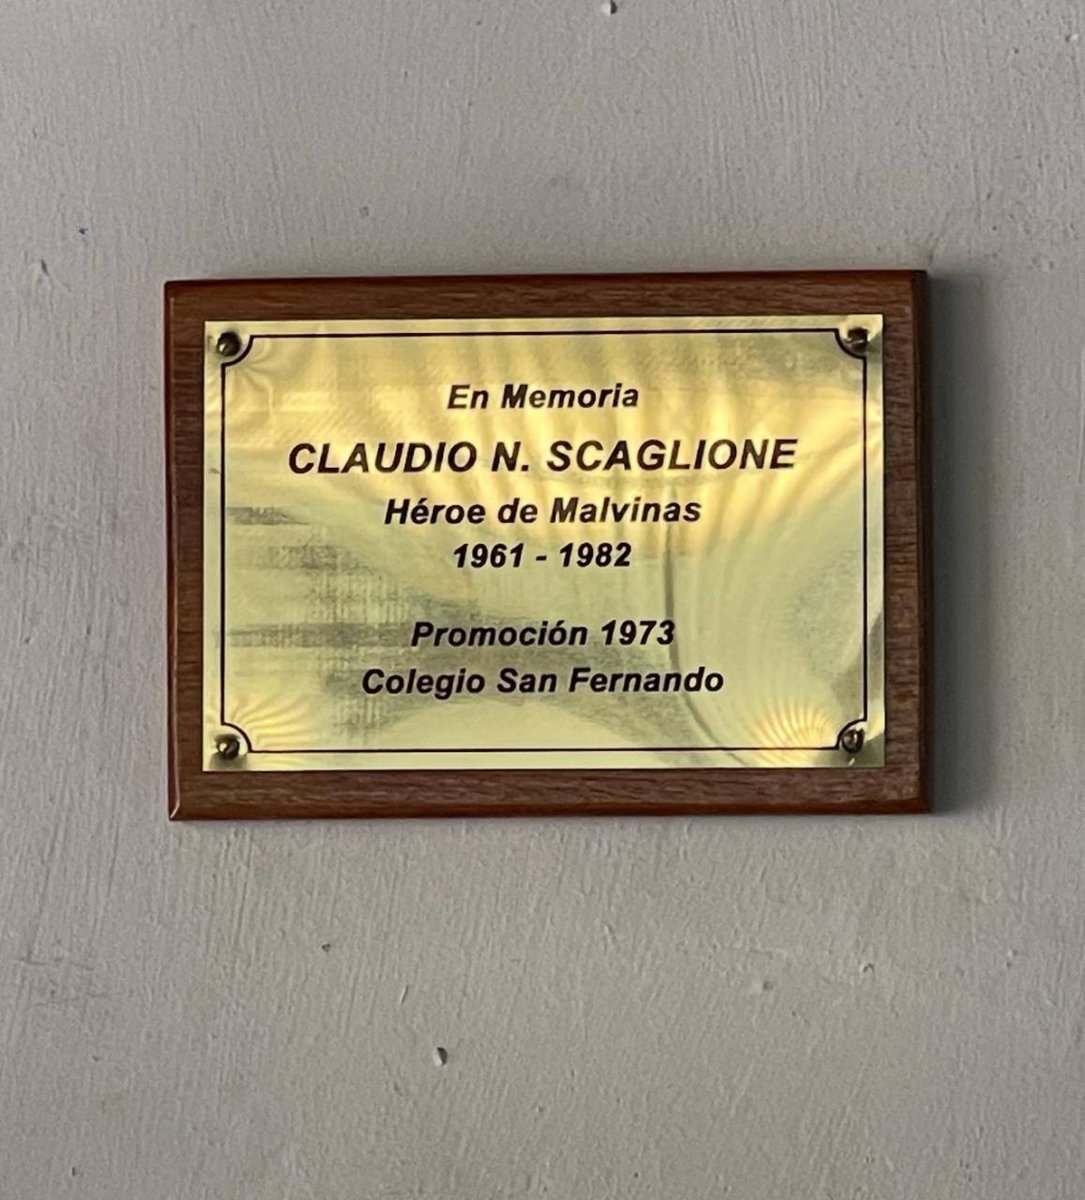 En Memoria
CLAUDIO N. SCAGLIONE
Héroe de Malvinas
1961 - 1982
Promoción 1973
Colegio San Fernando